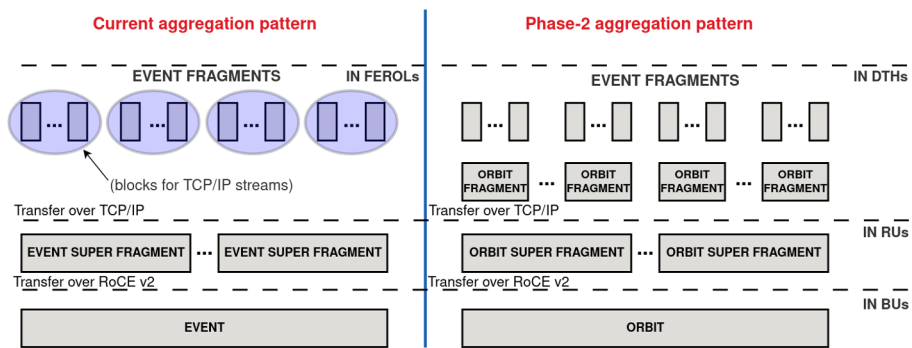 Current aggregation pattern
Phase-2 aggregation pattern
EVENT FRAGMENTS
IN FEROLs
EVENT FRAGMENTS
IN DTHs
... ... ... ...
... ... ... ...
(blocks for TCP/IP streams)
ORBIT FRAGMENT ... ORBIT FRAGMENT
ORBIT FRAGMENT ... ORBIT FRAGMENT
Transfer over TCP/IP
Transfer over TCP/IP
IN RUs
EVENT SUPER FRAGMENT ... EVENT SUPER FRAGMENT
ORBIT SUPER FRAGMENT ... ORBIT SUPER FRAGMENT
Transfer over RoCE v2
Transfer over RoCE v2
IN BUs
EVENT
ORBIT